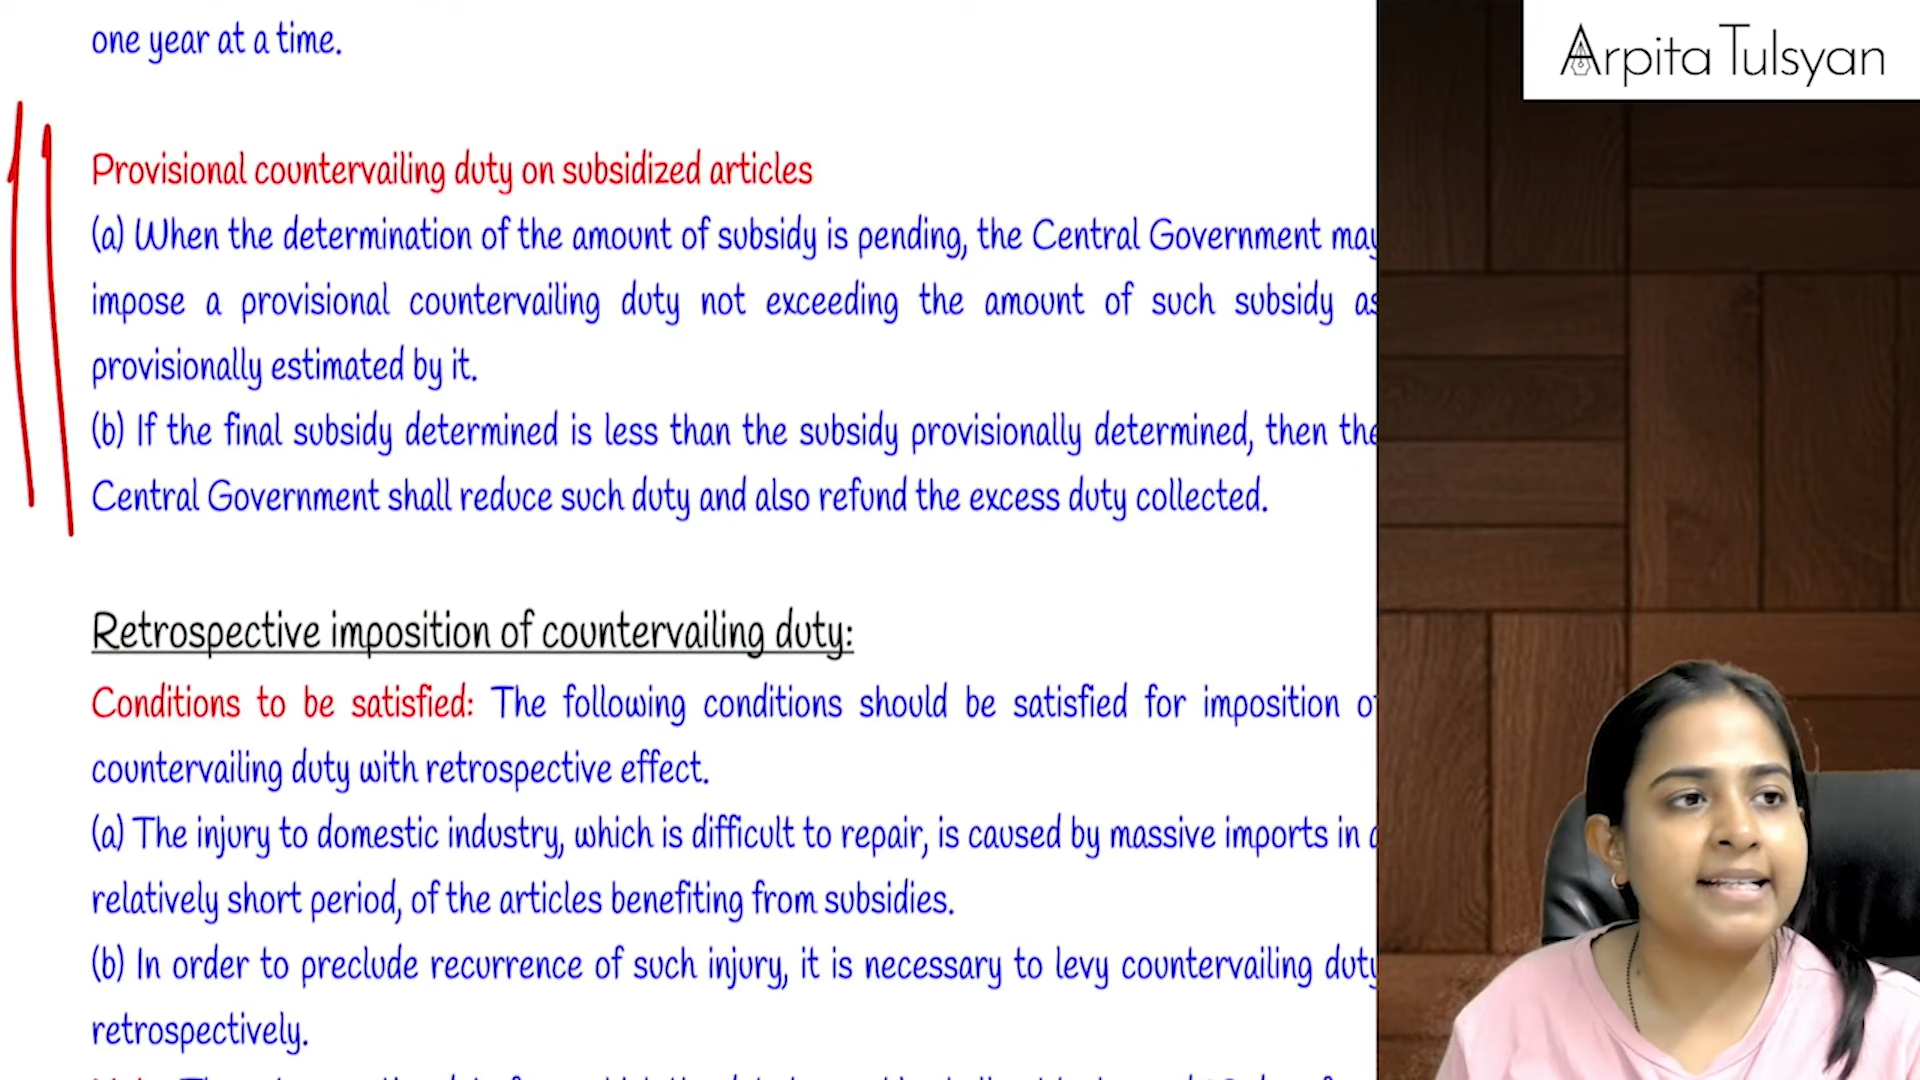 one year at a time.
Arpita Tulsyan
Provisional countervailing duty on subsidized articles
(a) When the determination of the amount of subsidy is pending, the Central Government may
impose a provisional countervailing duty not exceeding the amount of such subsidy as
provisionally estimated by it.
(b) If the final subsidy determined is less than the subsidy provisionally determined, then the
Central Government shall reduce such duty and also refund the excess duty collected.
Retrospective imposition of countervailing duty:
Conditions to be satisfied: The following conditions should be satisfied for imposition of
countervailing duty with retrospective effect.
(a) The injury to domestic industry, which is difficult to repair, is caused by massive imports in a
relatively short period, of the articles benefiting from subsidies.
(b) In order to preclude recurrence of such injury, it is necessary to levy countervailing duty
retrospectively.